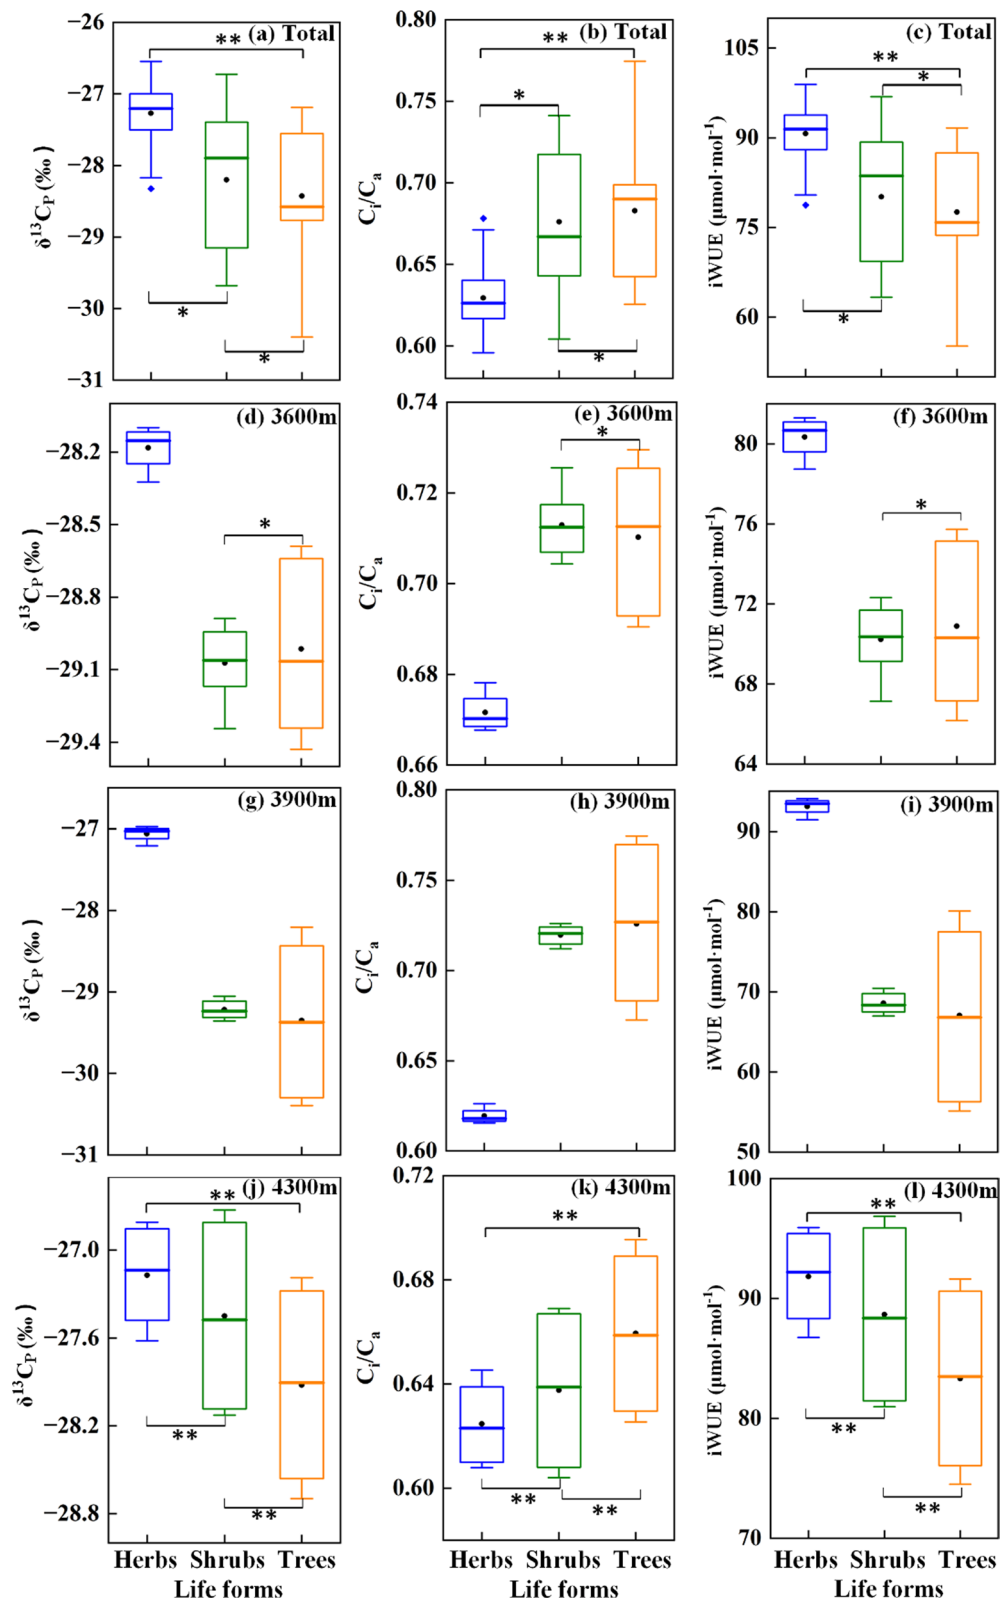 (a) Total
**
*
*
δ¹³Cₚ (‰)
−26
−27
−28
−29
−30
−31
(b) Total
**
*
*
Cᵢ/Cₐ
0.80
0.75
0.70
0.65
0.60
(c) Total
**
*
*
iWUE (μmol·mol⁻¹)
105
90
75
60
(d) 3600m
*
δ¹³Cₚ (‰)
−28.2
−28.5
−28.8
−29.1
−29.4
(e) 3600m
*
Cᵢ/Cₐ
0.74
0.72
0.70
0.68
0.66
(f) 3600m
*
iWUE (μmol·mol⁻¹)
80
76
72
68
64
(g) 3900m
δ¹³Cₚ (‰)
−27
−28
−29
−30
−31
(h) 3900m
Cᵢ/Cₐ
0.80
0.75
0.70
0.65
0.60
(i) 3900m
iWUE (μmol·mol⁻¹)
90
80
70
60
50
(j) 4300m
**
**
**
δ¹³Cₚ (‰)
−27.0
−27.6
−28.2
−28.8
Herbs Shrubs Trees
Life forms
(k) 4300m
**
**
**
Cᵢ/Cₐ
0.72
0.68
0.64
0.60
Herbs Shrubs Trees
Life forms
(l) 4300m
**
**
**
iWUE (μmol·mol⁻¹)
100
90
80
70
Herbs Shrubs Trees
Life forms